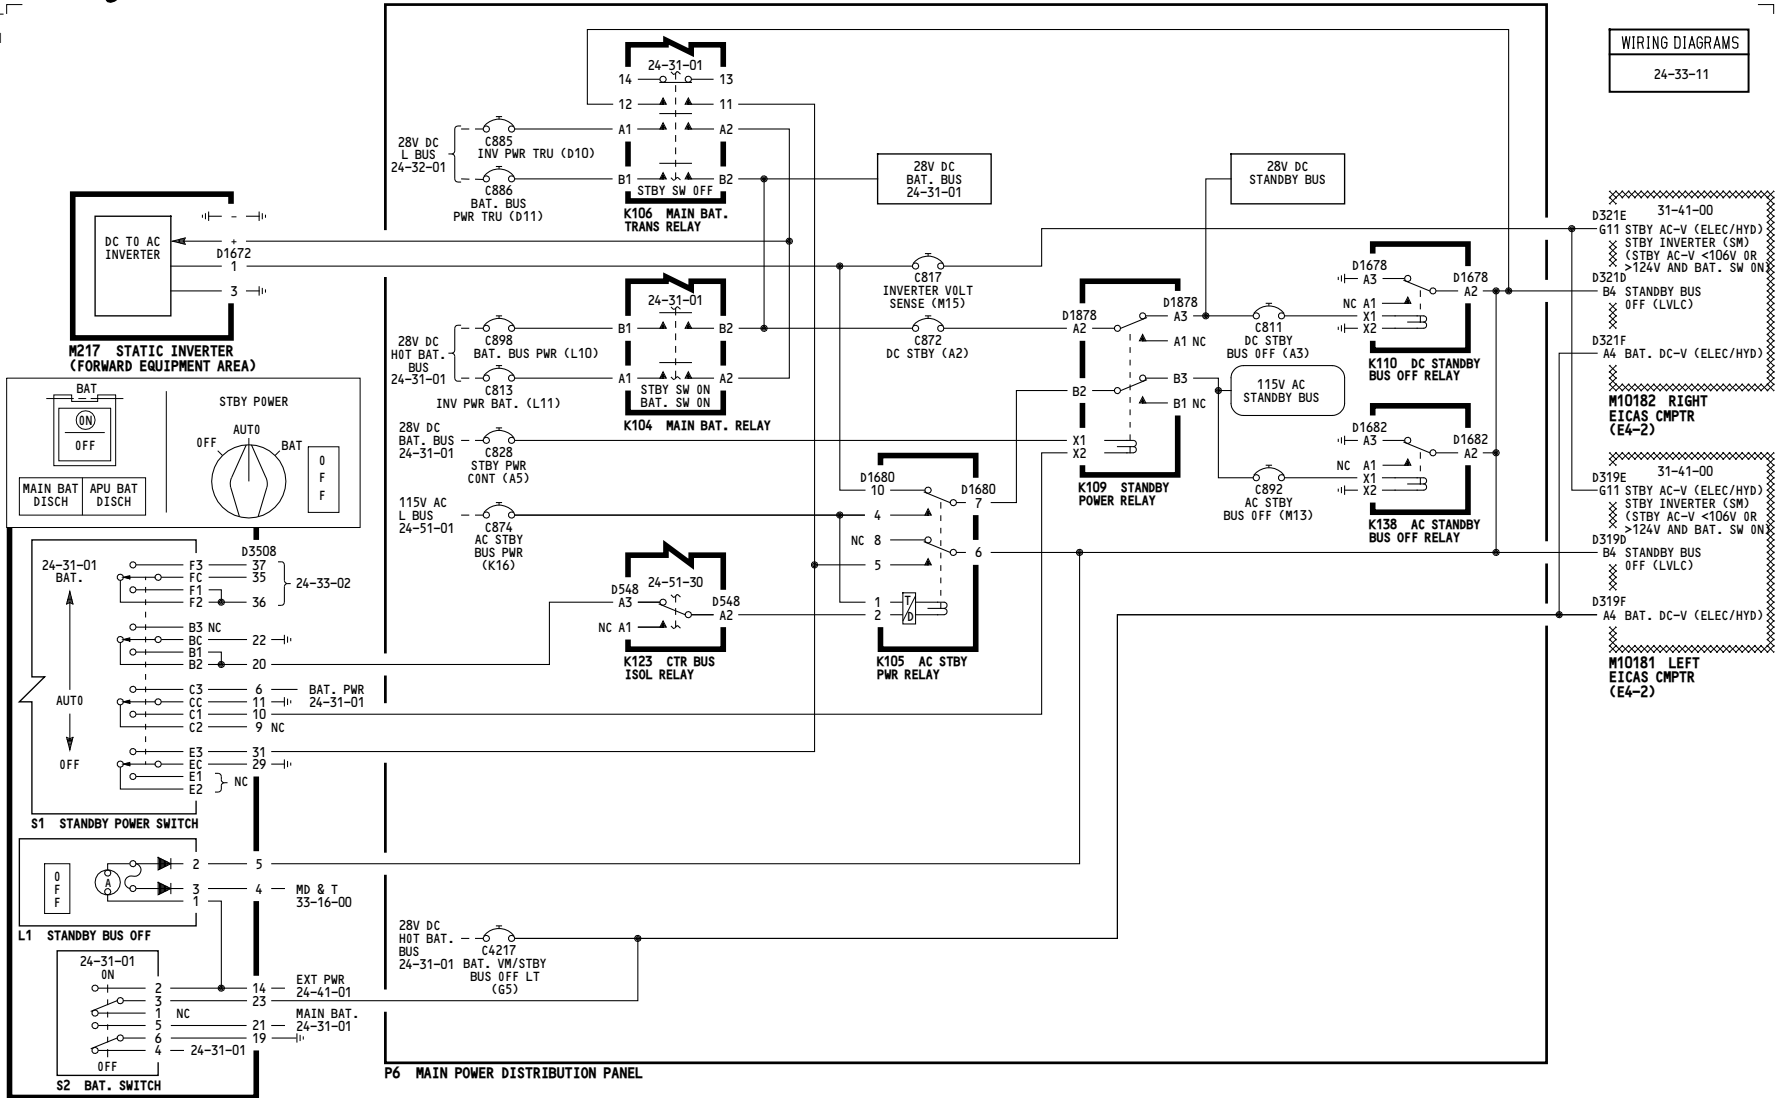 WIRING DIAGRAMS
24-33-11
24-31-01
14
13
12
11
A1
A2
B1
B2
STBY SW OFF
K106 MAIN BAT.
TRANS RELAY
28V DC
L BUS
24-32-01
C885
INV PWR TRU (D10)
C886
BAT. BUS
PWR TRU (D11)
28V DC
BAT. BUS
24-31-01
28V DC
STANDBY BUS
DC TO AC
INVERTER
-
+
D1672
1
3
M217 STATIC INVERTER
(FORWARD EQUIPMENT AREA)
C817
INVERTER VOLT
SENSE (M15)
C872
DC STBY (A2)
28V DC
HOT BAT.
BUS
24-31-01
C898
BAT. BUS PWR (L10)
C813
INV PWR BAT. (L11)
24-31-01
B1
B2
A1
A2
STBY SW ON
BAT. SW ON
K104 MAIN BAT. RELAY
28V DC
BAT. BUS
24-31-01
C828
STBY PWR
CONT (A5)
115V AC
L BUS
24-51-01
C874
AC STBY
BUS PWR
(K16)
D1878
A2
D1878
A3
A1 NC
B2
B3
B1 NC
X1
X2
K109 STANDBY
POWER RELAY
C811
DC STBY
BUS OFF (A3)
115V AC
STANDBY BUS
C892
AC STBY
BUS OFF (M13)
D1678
A3
NC A1
X1
X2
D1678
A2
K110 DC STANDBY
BUS OFF RELAY
D1682
A3
NC A1
X1
X2
D1682
A2
K138 AC STANDBY
BUS OFF RELAY
31-41-00
D321E
G11 STBY AC-V (ELEC/HYD)
STBY INVERTER (SM)
(STBY AC-V <106V OR
>124V AND BAT. SW ON)
D321D
B4 STANDBY BUS
OFF (LVLC)
D321F
A4 BAT. DC-V (ELEC/HYD)
M10182 RIGHT
EICAS CMPTR
(E4-2)
31-41-00
D319E
G11 STBY AC-V (ELEC/HYD)
STBY INVERTER (SM)
(STBY AC-V <106V OR
>124V AND BAT. SW ON)
D319D
B4 STANDBY BUS
OFF (LVLC)
D319F
A4 BAT. DC-V (ELEC/HYD)
M10181 LEFT
EICAS CMPTR
(E4-2)
D1680
10
4
NC 8
5
1
2
D1680
7
6
T/D
K105 AC STBY
PWR RELAY
24-51-30
D548
A3
NC A1
D548
A2
K123 CTR BUS
ISOL RELAY
BAT
ON
OFF
MAIN BAT
DISCH
APU BAT
DISCH
STBY POWER
OFF
AUTO
BAT
OFF
24-31-01
BAT.
AUTO
OFF
D3508
F3 37
FC 35
F1
F2 36
24-33-02
B3 NC
BC 22
B1
B2 20
C3 6 BAT. PWR
CC 11 24-31-01
C1 10
C2 9 NC
E3 31
EC 29
E1
E2
NC
S1 STANDBY POWER SWITCH
OFF
A
2 5
3 4 MD & T
33-16-00
1
L1 STANDBY BUS OFF
24-31-01
ON
2 14 EXT PWR
24-41-01
3 23
1 NC
5 21 MAIN BAT.
24-31-01
6 19
4 24-31-01
OFF
S2 BAT. SWITCH
28V DC
HOT BAT.
BUS
24-31-01
C4217
BAT. VM/STBY
BUS OFF LT
(G5)
P6 MAIN POWER DISTRIBUTION PANEL